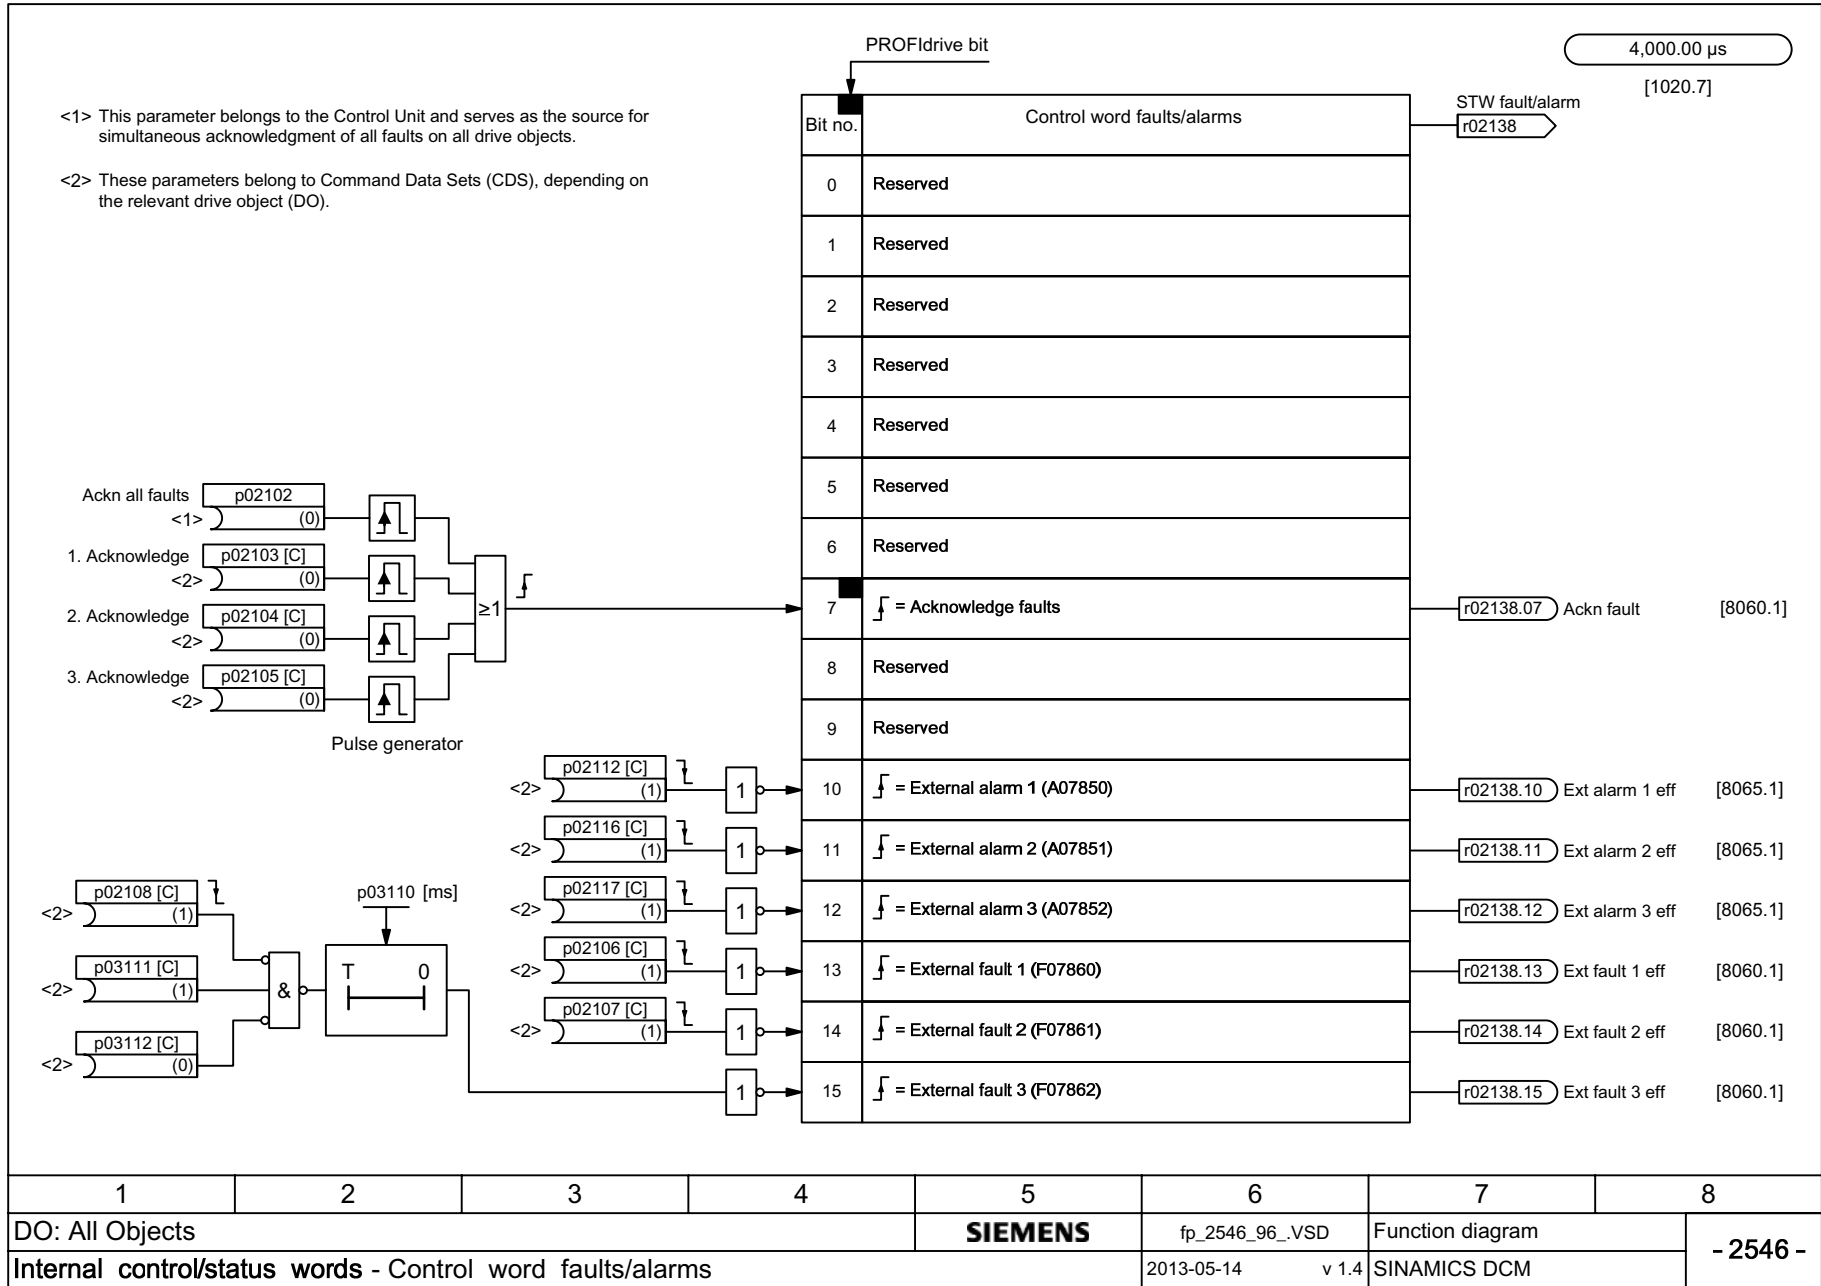 PROFIdrive bit
4,000.00 µs
[1020.7]
<1> This parameter belongs to the Control Unit and serves as the source for
simultaneous acknowledgment of all faults on all drive objects.
<2> These parameters belong to Command Data Sets (CDS), depending on
the relevant drive object (DO).
Bit no.
Control word faults/alarms
STW fault/alarm
r02138
0 Reserved
1 Reserved
2 Reserved
3 Reserved
4 Reserved
5 Reserved
6 Reserved
Ackn all faults p02102
<1> (0)
1. Acknowledge p02103 [C]
<2> (0)
2. Acknowledge p02104 [C]
<2> (0)
3. Acknowledge p02105 [C]
<2> (0)
Pulse generator
≥1
7 = Acknowledge faults r02138.07 Ackn fault [8060.1]
8 Reserved
9 Reserved
p02112 [C]
<2> (1) 1 10 = External alarm 1 (A07850) r02138.10 Ext alarm 1 eff [8065.1]
p02116 [C]
<2> (1) 1 11 = External alarm 2 (A07851) r02138.11 Ext alarm 2 eff [8065.1]
p02117 [C]
<2> (1) 1 12 = External alarm 3 (A07852) r02138.12 Ext alarm 3 eff [8065.1]
p02106 [C]
<2> (1) 1 13 = External fault 1 (F07860) r02138.13 Ext fault 1 eff [8060.1]
p02107 [C]
<2> (1) 1 14 = External fault 2 (F07861) r02138.14 Ext fault 2 eff [8060.1]
1 15 = External fault 3 (F07862) r02138.15 Ext fault 3 eff [8060.1]
p02108 [C]
<2> (1)
p03111 [C]
<2> (1)
p03112 [C]
<2> (0)
&
p03110 [ms]
T 0
1 2 3 4 5 6 7 8
DO: All Objects SIEMENS fp_2546_96_.VSD Function diagram
- 2546 -
Internal control/status words - Control word faults/alarms 2013-05-14 v 1.4 SINAMICS DCM